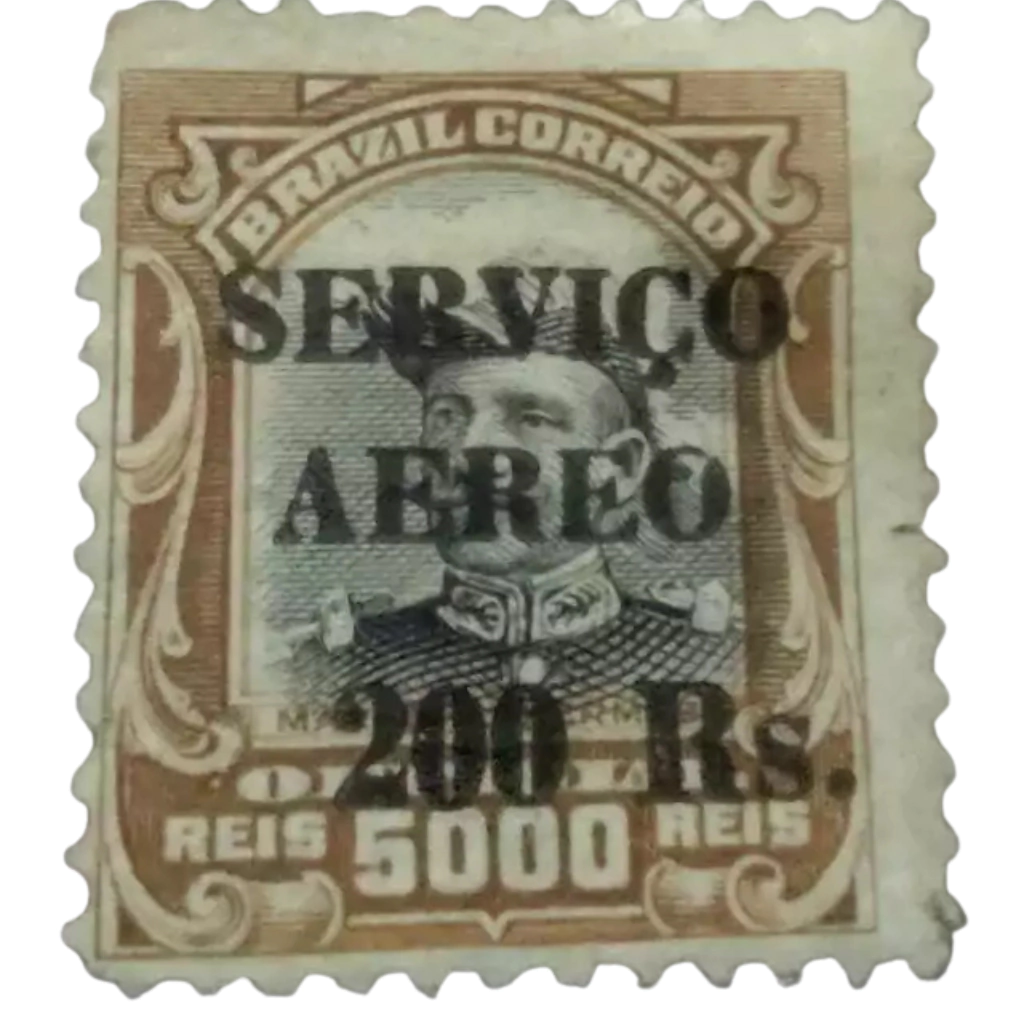 BRAZIL CORREIO
SERVIÇO
AEREO
200 Rs.
REIS 5000 REIS